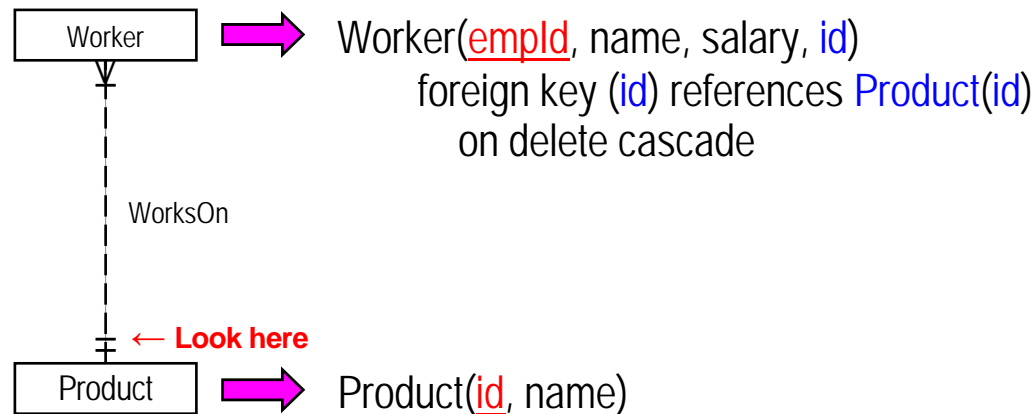 Worker
Worker(empId, name, salary, id)
foreign key (id) references Product(id)
on delete cascade
WorksOn
← Look here
Product
Product(id, name)